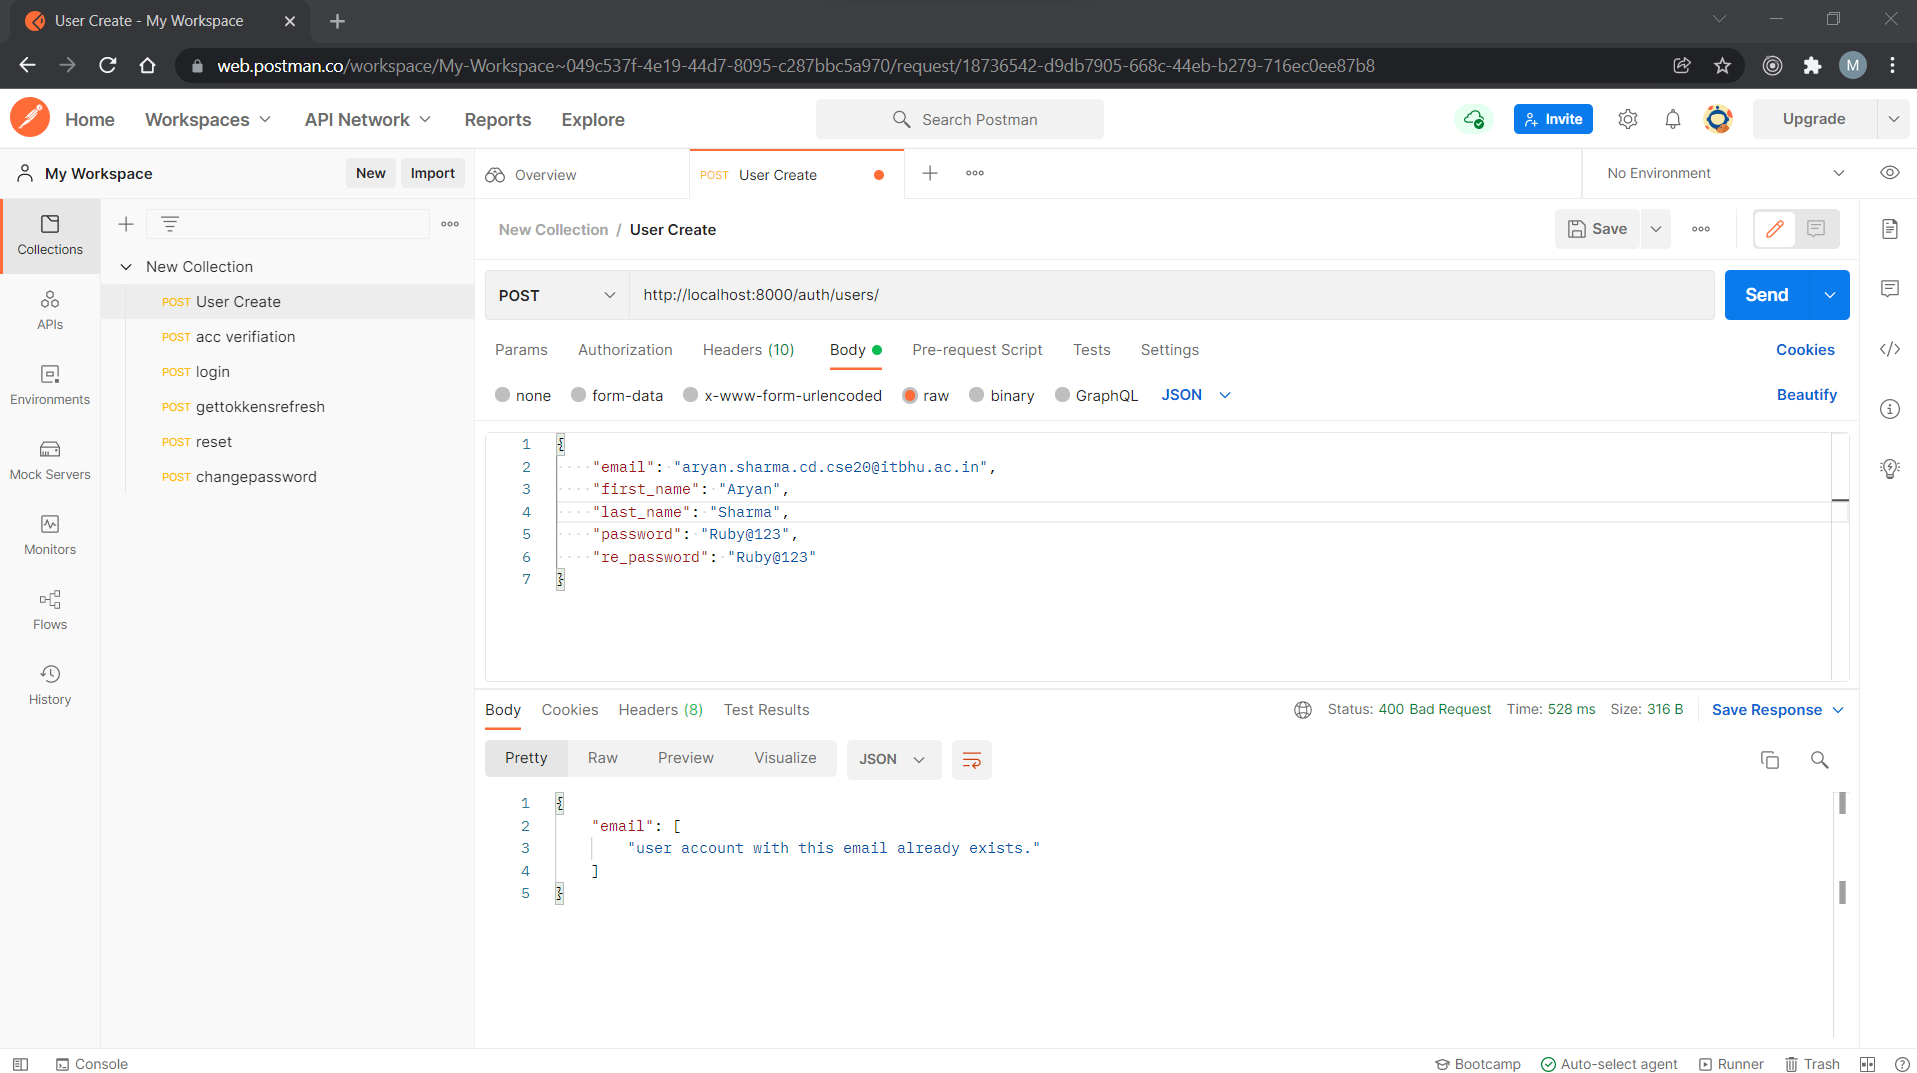 User Create - My Workspace
web.postman.co/workspace/My-Workspace~049c537f-4e19-44d7-8095-c287bbc5a970/request/18736542-d9db7905-668c-44eb-b279-716ec0ee87b8
M
Home Workspaces API Network Reports Explore Search Postman Invite Upgrade
My Workspace New Import Overview POST User Create No Environment
Collections
APIs
Environments
Mock Servers
Monitors
Flows
History
New Collection
POST User Create
POST acc verifiation
POST login
POST gettokkensrefresh
POST reset
POST changepassword
New Collection / User Create Save
POST http://localhost:8000/auth/users/ Send
Params Authorization Headers (10) Body Pre-request Script Tests Settings Cookies
none form-data x-www-form-urlencoded raw binary GraphQL JSON Beautify
1 {
2 "email": "aryan.sharma.cd.cse20@itbhu.ac.in",
3 "first_name": "Aryan",
4 "last_name": "Sharma",
5 "password": "Ruby@123",
6 "re_password": "Ruby@123"
7 }
Body Cookies Headers (8) Test Results Status: 400 Bad Request Time: 528 ms Size: 316 B Save Response
Pretty Raw Preview Visualize JSON
1 {
2 "email": [
3 "user account with this email already exists."
4 ]
5 }
Console Bootcamp Auto-select agent Runner Trash